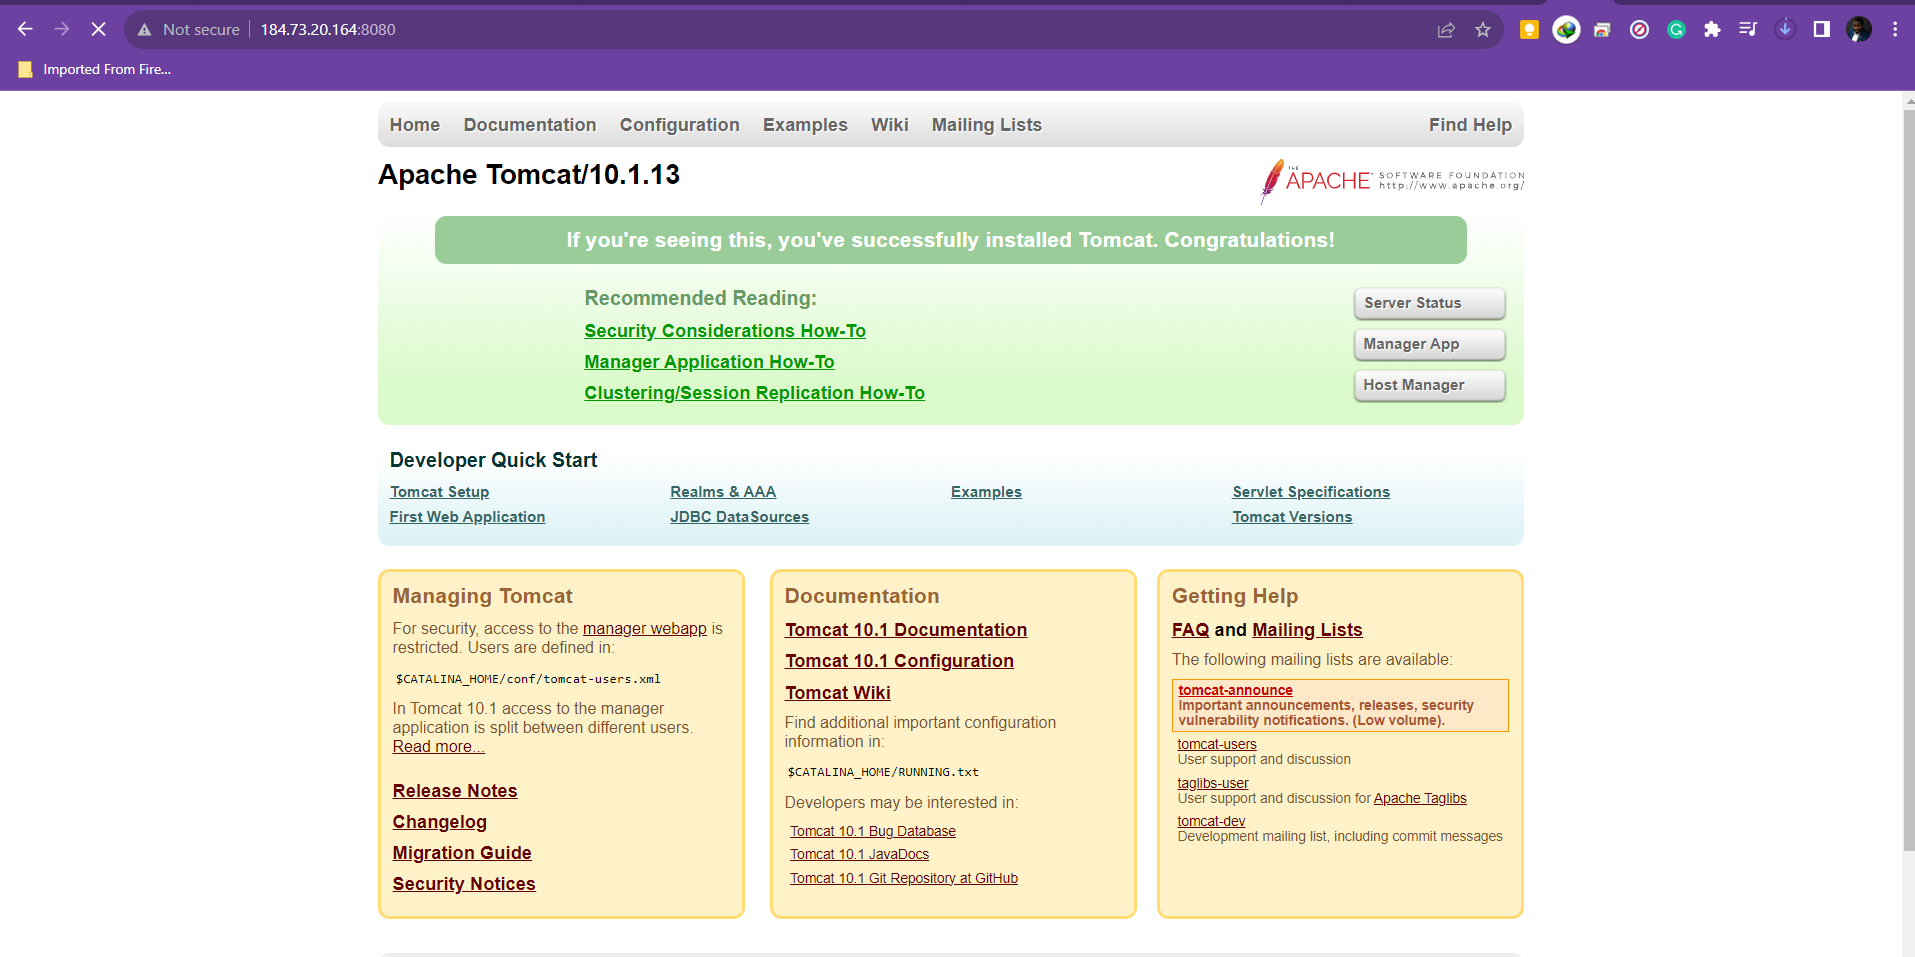 Not secure 184.73.20.164:8080
Imported From Fire...
Home Documentation Configuration Examples Wiki Mailing Lists Find Help
Apache Tomcat/10.1.13
THE APACHE SOFTWARE FOUNDATION
http://www.apache.org/
If you're seeing this, you've successfully installed Tomcat. Congratulations!
Recommended Reading:
Security Considerations How-To
Manager Application How-To
Clustering/Session Replication How-To
Server Status
Manager App
Host Manager
Developer Quick Start
Tomcat Setup
First Web Application
Realms & AAA
JDBC DataSources
Examples
Servlet Specifications
Tomcat Versions
Managing Tomcat
For security, access to the manager webapp is
restricted. Users are defined in:
$CATALINA_HOME/conf/tomcat-users.xml
In Tomcat 10.1 access to the manager
application is split between different users.
Read more...
Release Notes
Changelog
Migration Guide
Security Notices
Documentation
Tomcat 10.1 Documentation
Tomcat 10.1 Configuration
Tomcat Wiki
Find additional important configuration
information in:
$CATALINA_HOME/RUNNING.txt
Developers may be interested in:
Tomcat 10.1 Bug Database
Tomcat 10.1 JavaDocs
Tomcat 10.1 Git Repository at GitHub
Getting Help
FAQ and Mailing Lists
The following mailing lists are available:
tomcat-announce
Important announcements, releases, security
vulnerability notifications. (Low volume).
tomcat-users
User support and discussion
taglibs-user
User support and discussion for Apache Taglibs
tomcat-dev
Development mailing list, including commit messages